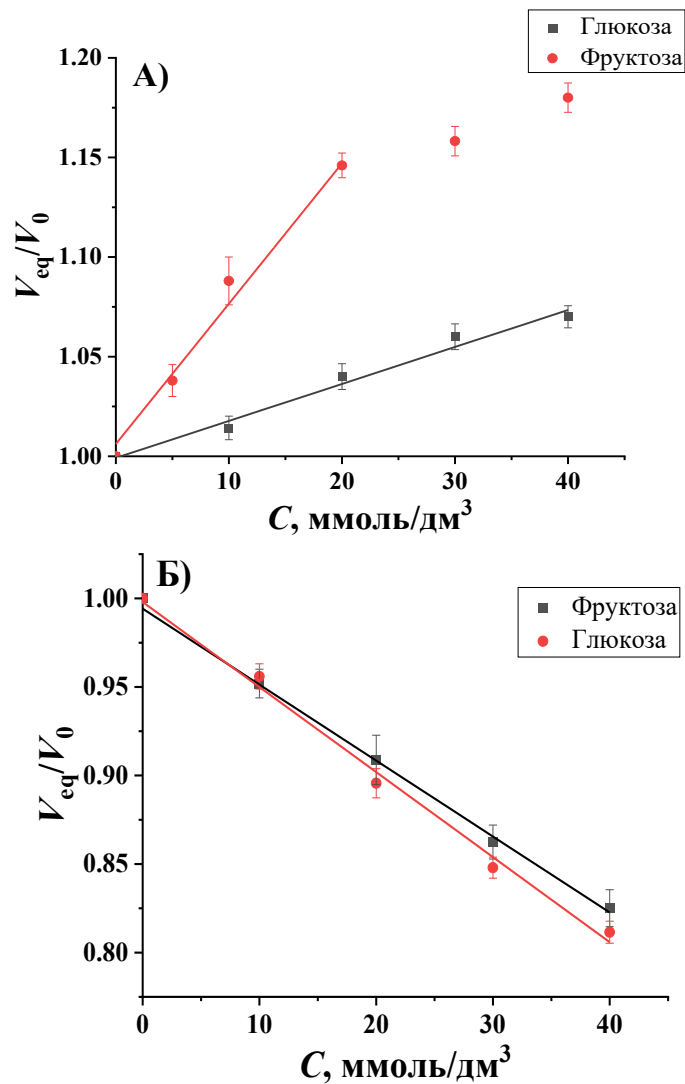 Глюкоза
Фруктоза
А)
1.20
1.15
1.10
1.05
1.00
V_eq/V_0
0 10 20 30 40
C, ммоль/дм³
Б)
Фруктоза
Глюкоза
1.00
0.95
0.90
0.85
0.80
V_eq/V_0
0 10 20 30 40
C, ммоль/дм³